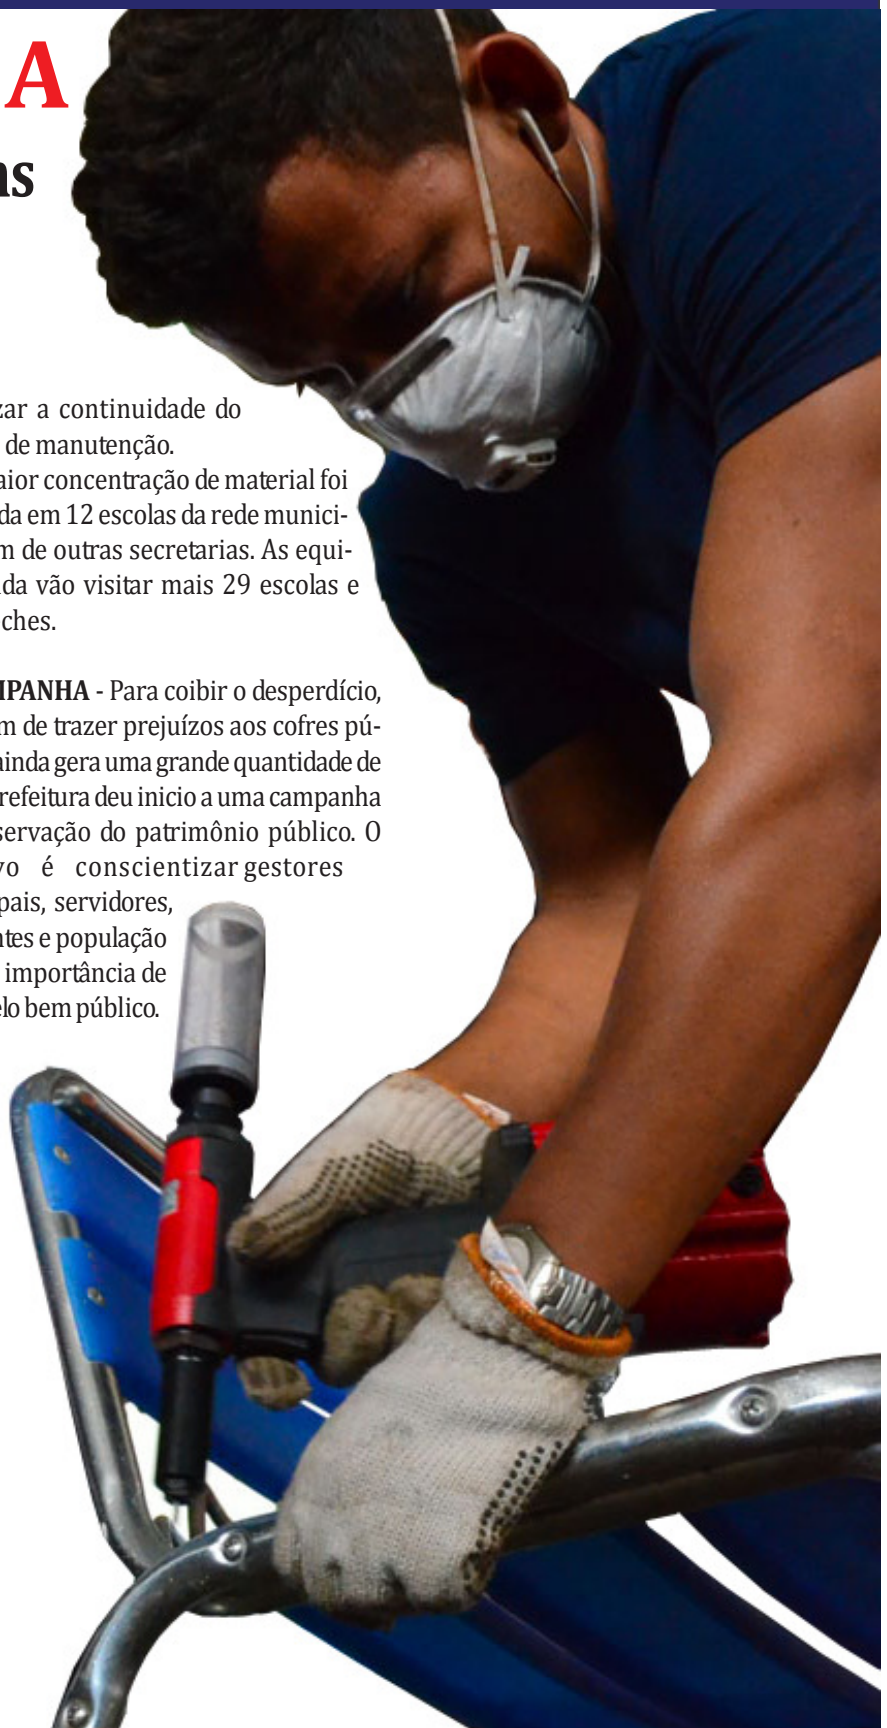 A
as
zar a continuidade do
de manutenção.
aior concentração de material foi
da em 12 escolas da rede munici-
m de outras secretarias. As equi-
da vão visitar mais 29 escolas e
ches.
MPANHA - Para coibir o desperdício,
m de trazer prejuízos aos cofres pú-
ainda gera uma grande quantidade de
refeitura deu inicio a uma campanha
servação do patrimônio público. O
vo é conscientizar gestores
pais, servidores,
ntes e população
importância de
elo bem público.